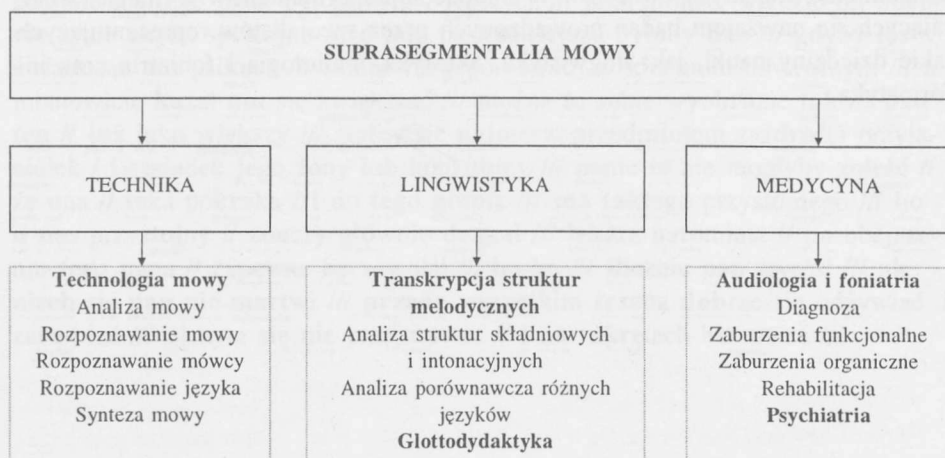 SUPRASEGMENTALIA MOWY
TECHNIKA
LINGWISTYKA
MEDYCYNA
Technologia mowy
Analiza mowy
Rozpoznawanie mowy
Rozpoznawanie mówcy
Rozpoznawanie języka
Synteza mowy
Transkrypcja struktur
melodycznych
Analiza struktur składniowych
i intonacyjnych
Analiza porównawcza różnych
języków
Glottodydaktyka
Audiologia i foniatria
Diagnoza
Zaburzenia funkcjonalne
Zaburzenia organiczne
Rehabilitacja
Psychiatria